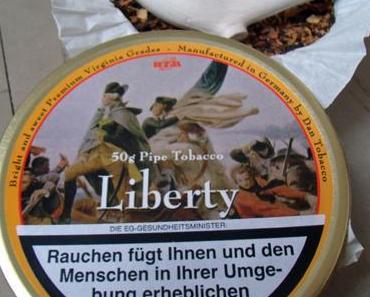 Bright and sweet Premium Virginia Grades - Manufactured in Germany by Dan Tobacco
50g Pipe Tobacco
Liberty
DIE EG-GESUNDHEITSMINISTER:
Rauchen fügt Ihnen und den
Menschen in Ihrer Umge-
bung erheblichen